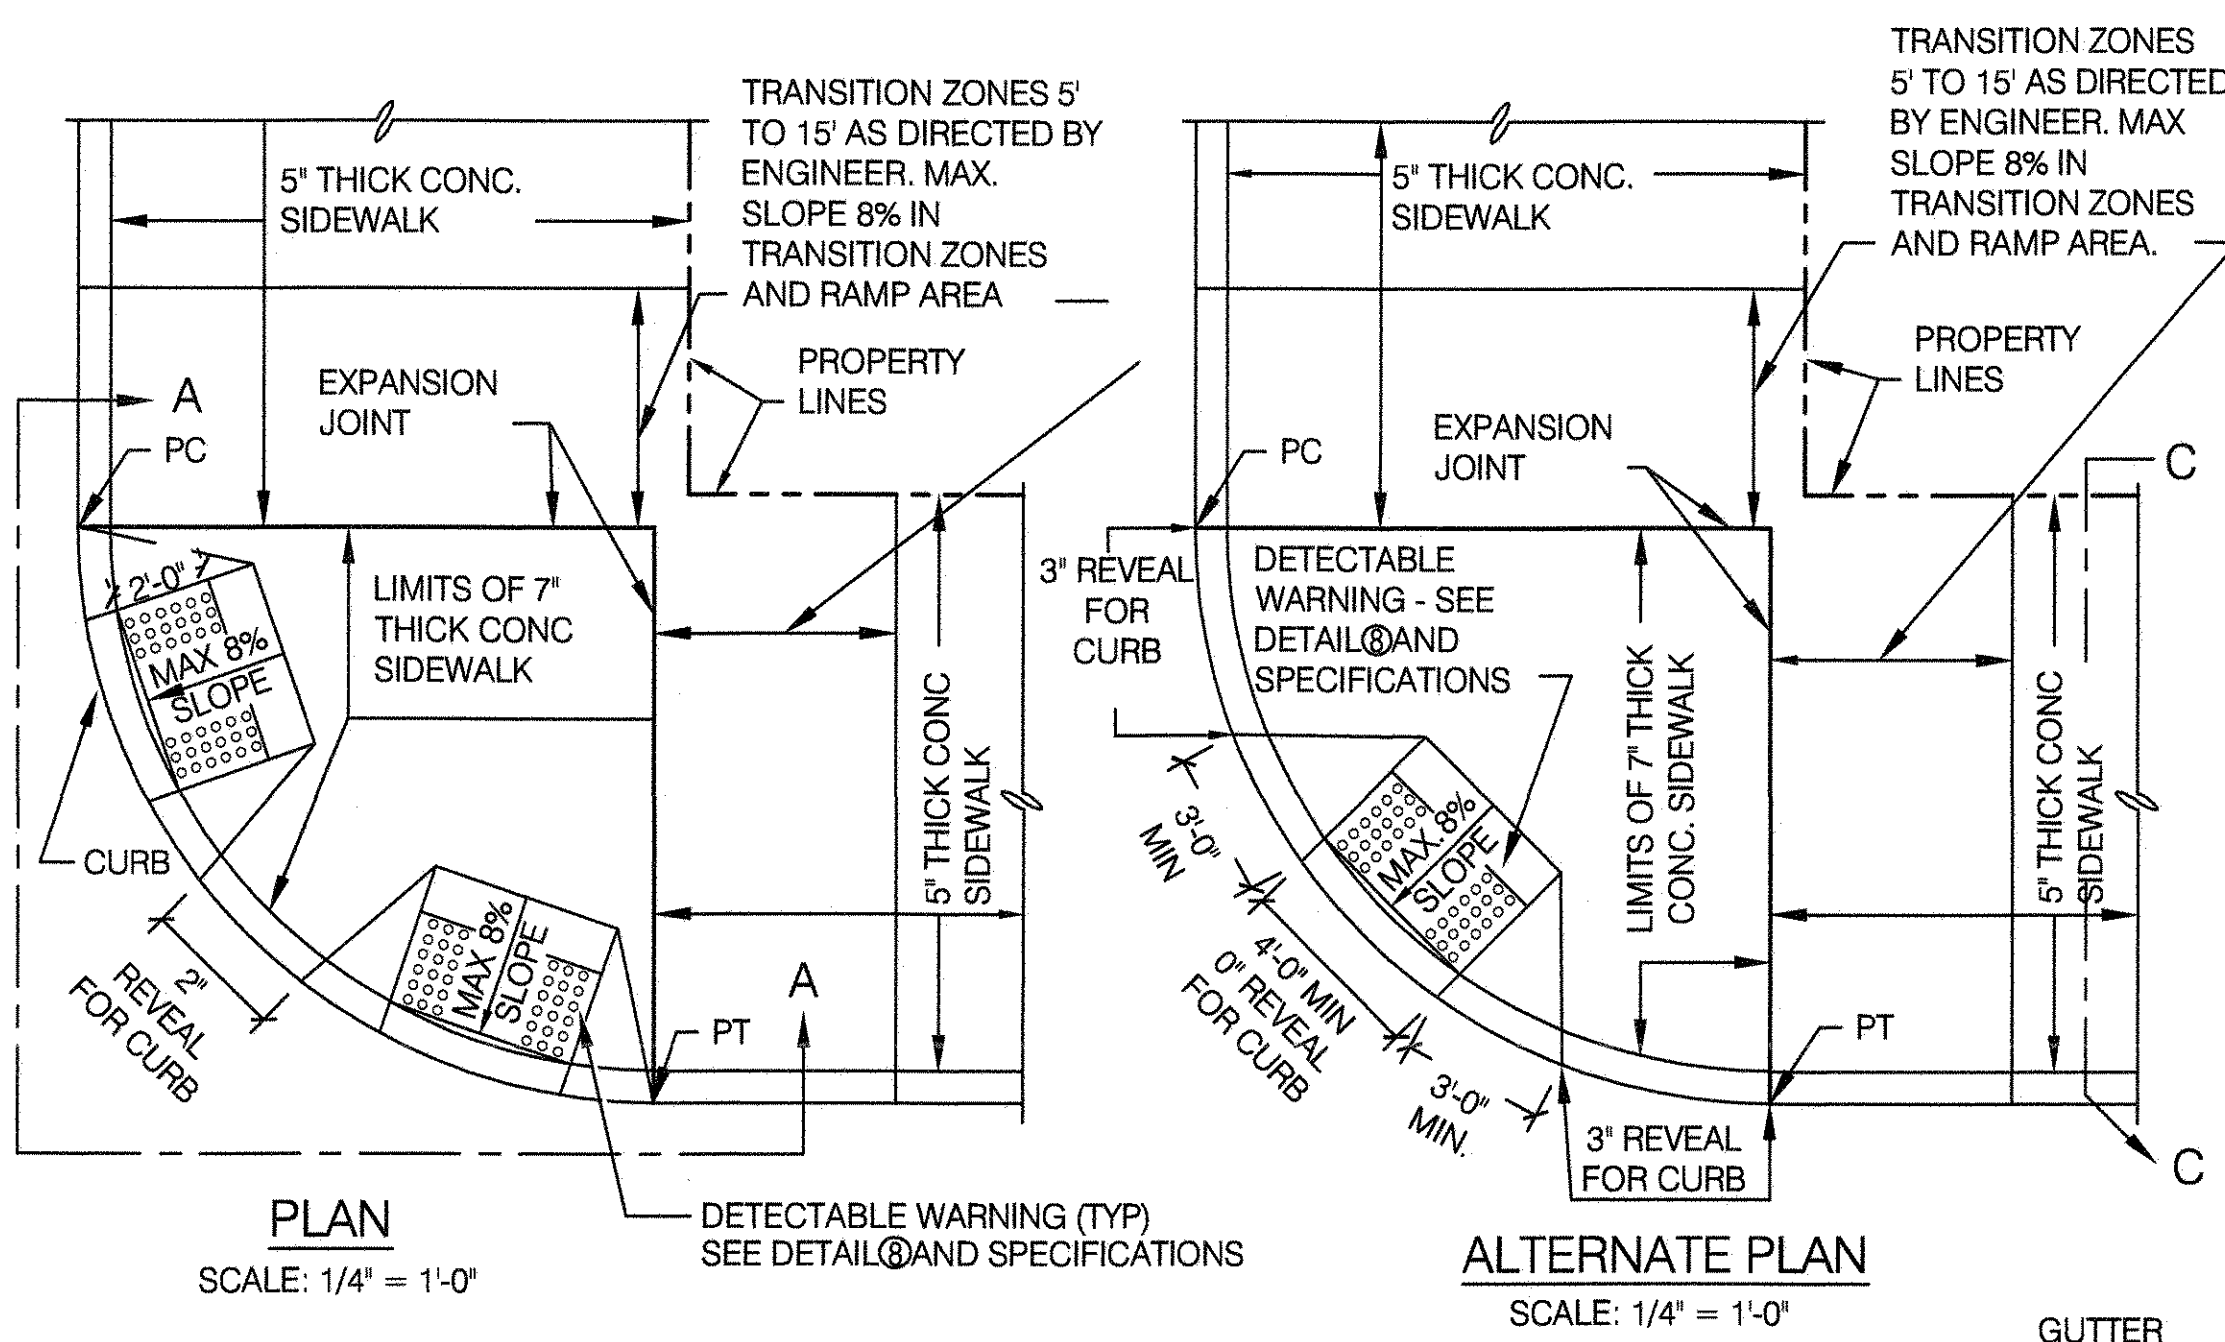 TRANSITION ZONES 5'
TO 15' AS DIRECTED BY
ENGINEER. MAX.
SLOPE 8% IN
TRANSITION ZONES
AND RAMP AREA
5" THICK CONC.
SIDEWALK
EXPANSION
JOINT
PROPERTY
LINES
A
PC
2'-0"
MAX 8%
SLOPE
LIMITS OF 7"
THICK CONC
SIDEWALK
5" THICK CONC
SIDEWALK
CURB
2"
REVEAL
FOR CURB
MAX 8%
SLOPE
A
PT
DETECTABLE WARNING (TYP)
SEE DETAIL⑧AND SPECIFICATIONS
PLAN
SCALE: 1/4" = 1'-0"
TRANSITION ZONES
5' TO 15' AS DIRECTED
BY ENGINEER. MAX
SLOPE 8% IN
TRANSITION ZONES
AND RAMP AREA.
5" THICK CONC.
SIDEWALK
PROPERTY
LINES
EXPANSION
JOINT
PC
C
3" REVEAL
FOR
CURB
DETECTABLE
WARNING - SEE
DETAIL⑧AND
SPECIFICATIONS
LIMITS OF 7" THICK
CONC. SIDEWALK
5" THICK CONC
SIDEWALK
3'-0"
MIN
MAX. 8%
SLOPE
4'-0" MIN
0" REVEAL
FOR CURB
3'-0"
MIN.
PT
3" REVEAL
FOR CURB
C
ALTERNATE PLAN
SCALE: 1/4" = 1'-0"
GUTTER